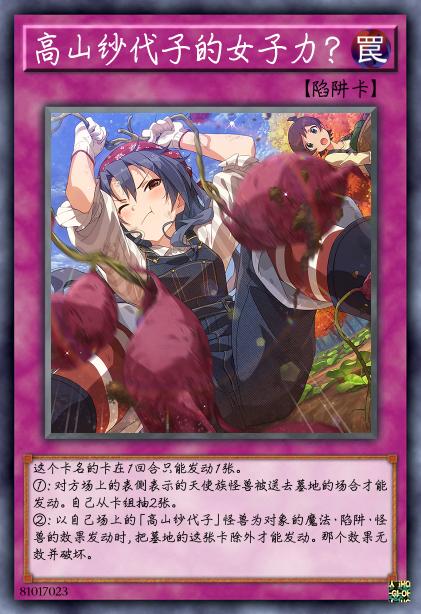 高山纱代子的女子力？ 罠
【陷阱卡】
这个卡名的卡在1回合只能发动1张。
①：对方场上的表侧表示的天使族怪兽被送去墓地的场合才能
发动。自己从卡组抽2张。
②：以自己场上的「高山纱代子」怪兽为对象的魔法·陷阱·怪
兽的效果发动时，把墓地的这张卡除外才能发动。那个效果无
效并破坏。
81017023